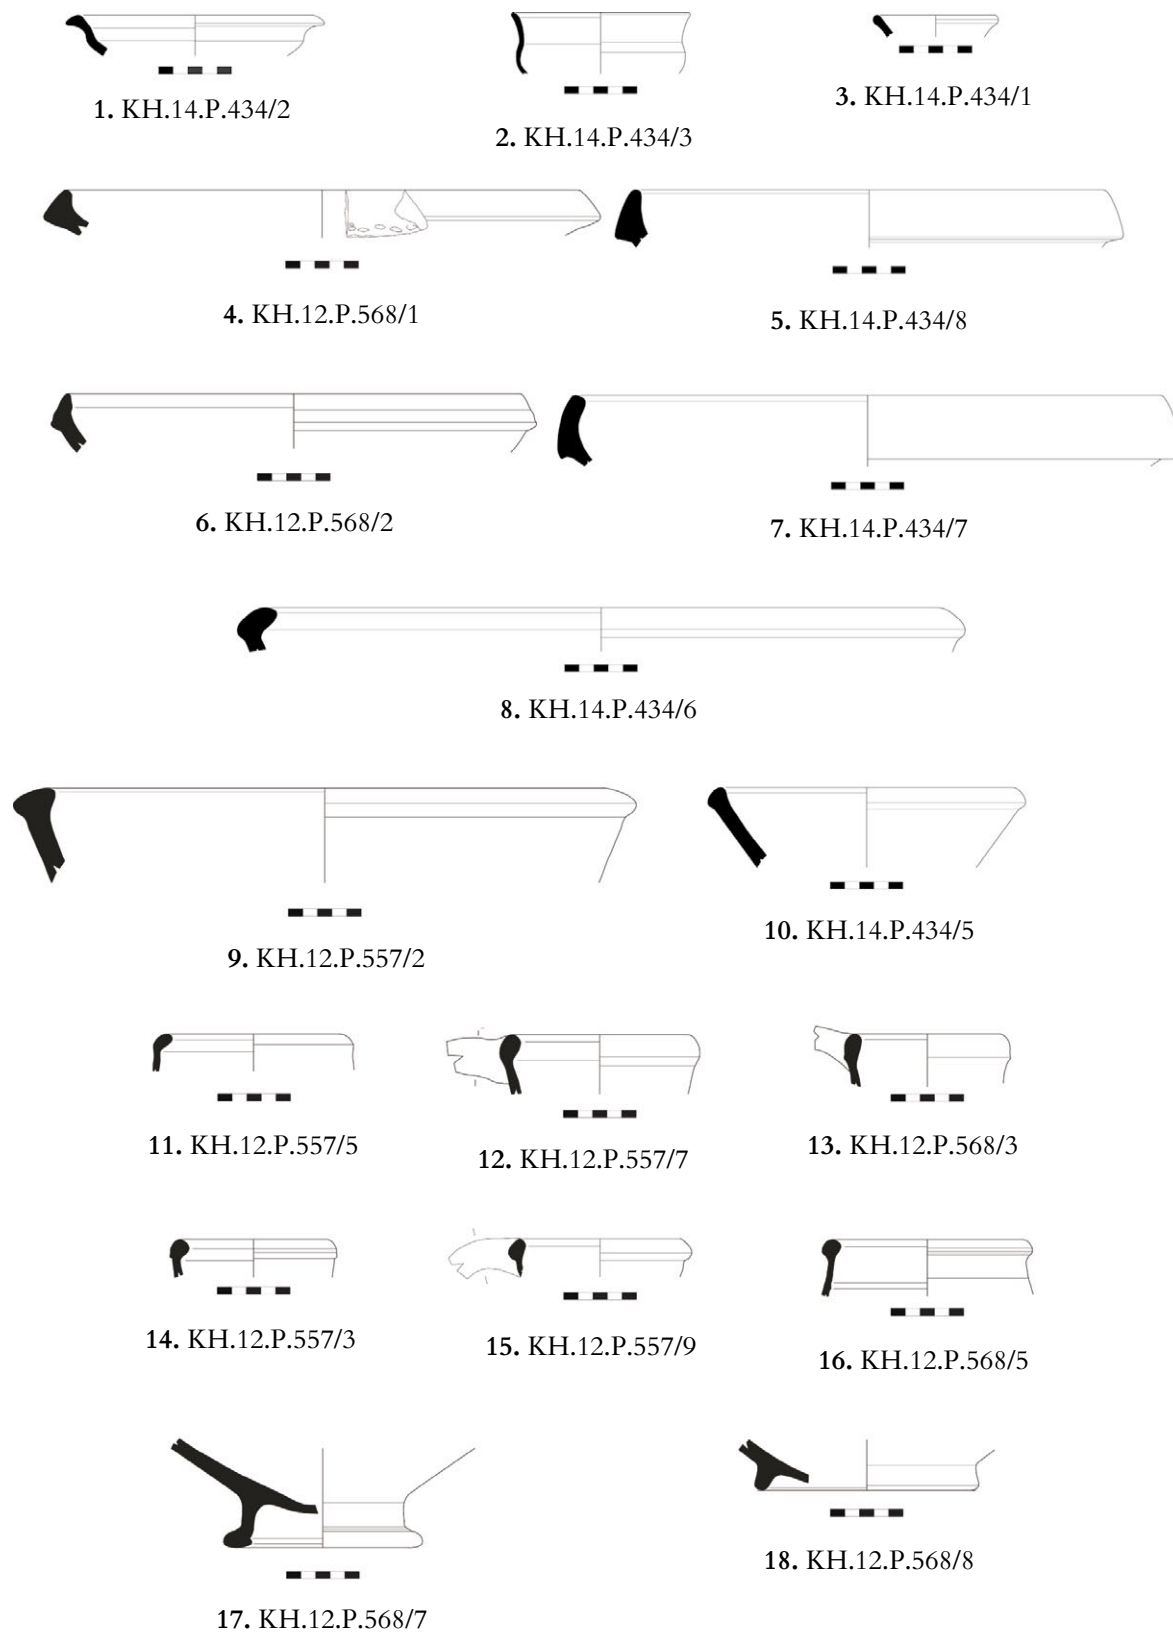 1. KH.14.P.434/2
2. KH.14.P.434/3
3. KH.14.P.434/1
4. KH.12.P.568/1
5. KH.14.P.434/8
6. KH.12.P.568/2
7. KH.14.P.434/7
8. KH.14.P.434/6
9. KH.12.P.557/2
10. KH.14.P.434/5
11. KH.12.P.557/5
12. KH.12.P.557/7
13. KH.12.P.568/3
14. KH.12.P.557/3
15. KH.12.P.557/9
16. KH.12.P.568/5
17. KH.12.P.568/7
18. KH.12.P.568/8